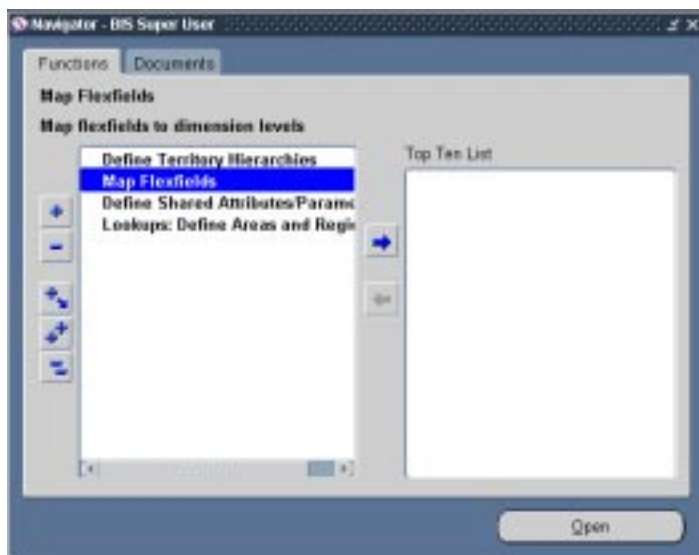 Navigator - BIS Super User
Functions
Documents
Map Flexfields
Map flexfields to dimension levels
Top Ten List
Define Territory Hierarchies
Map Flexfields
Define Shared Attributes/Parame
Lookups: Define Areas and Regi
Open